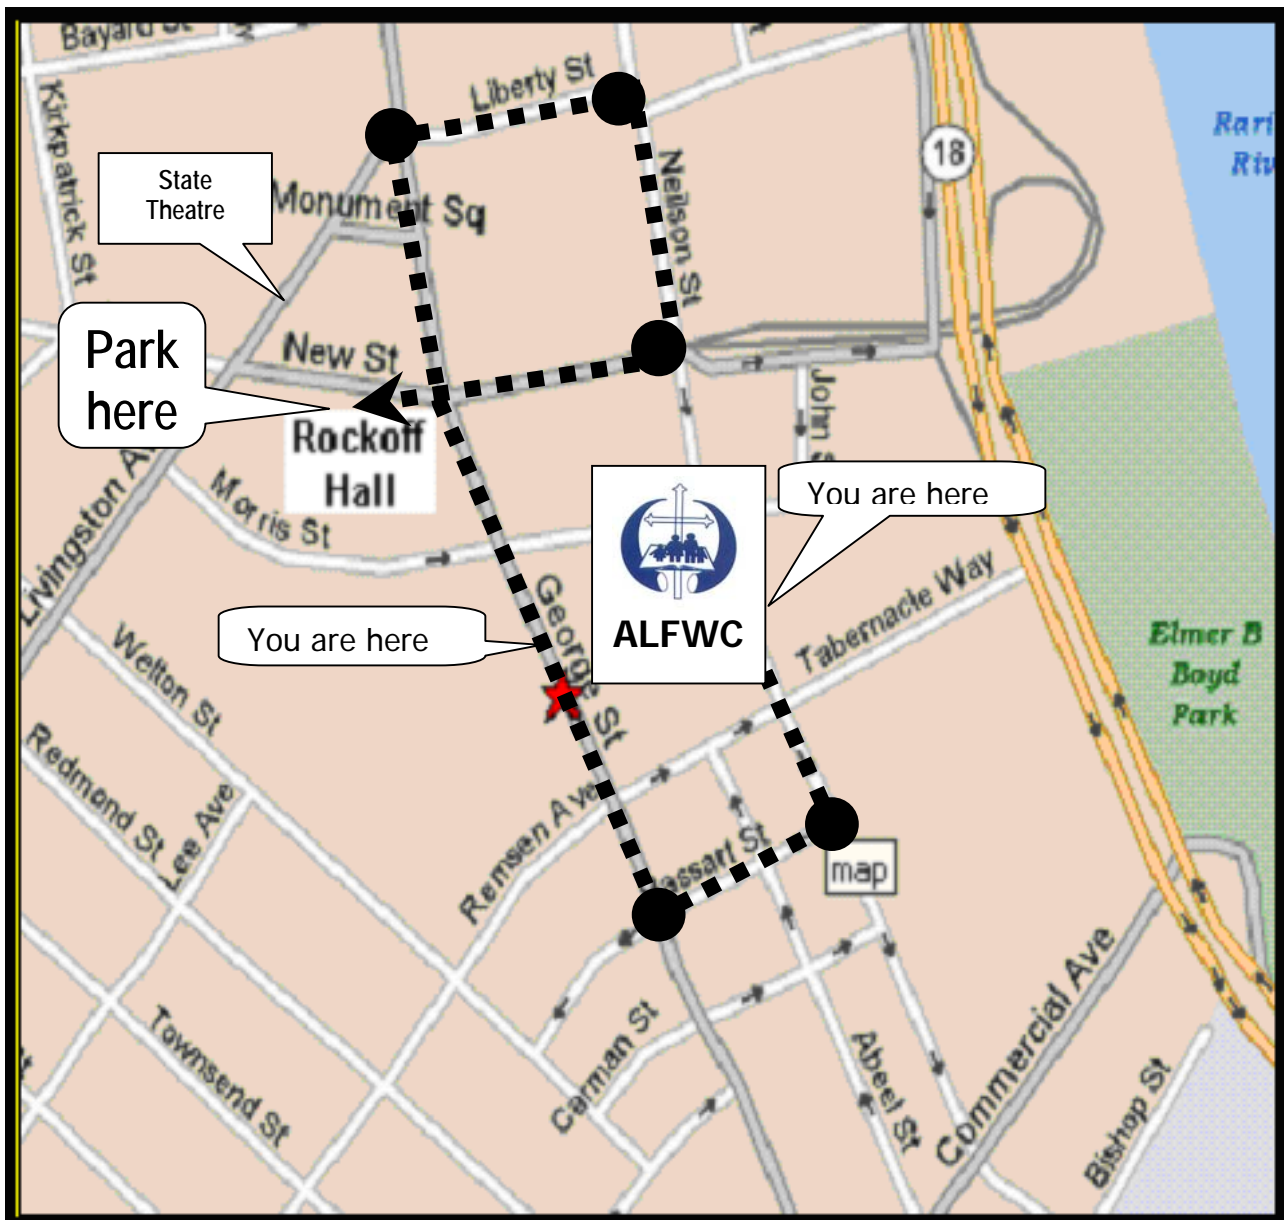 Bayard St
Kirkpatrick St
Liberty St
Neilson St
18
State
Theatre
Monument Sq
Park
here
New St
Rockoff
Hall
John S
Livingston A
Morris St
You are here
ALFWC
You are here
George St
Tabernacle Way
Elmer B
Boyd
Park
Welton St
Redmond St
Lee Ave
Remsen Ave
assart St
map
Townsend St
Carman St
Abeel St
Commercial Ave
Bishop St
Rari
Riv